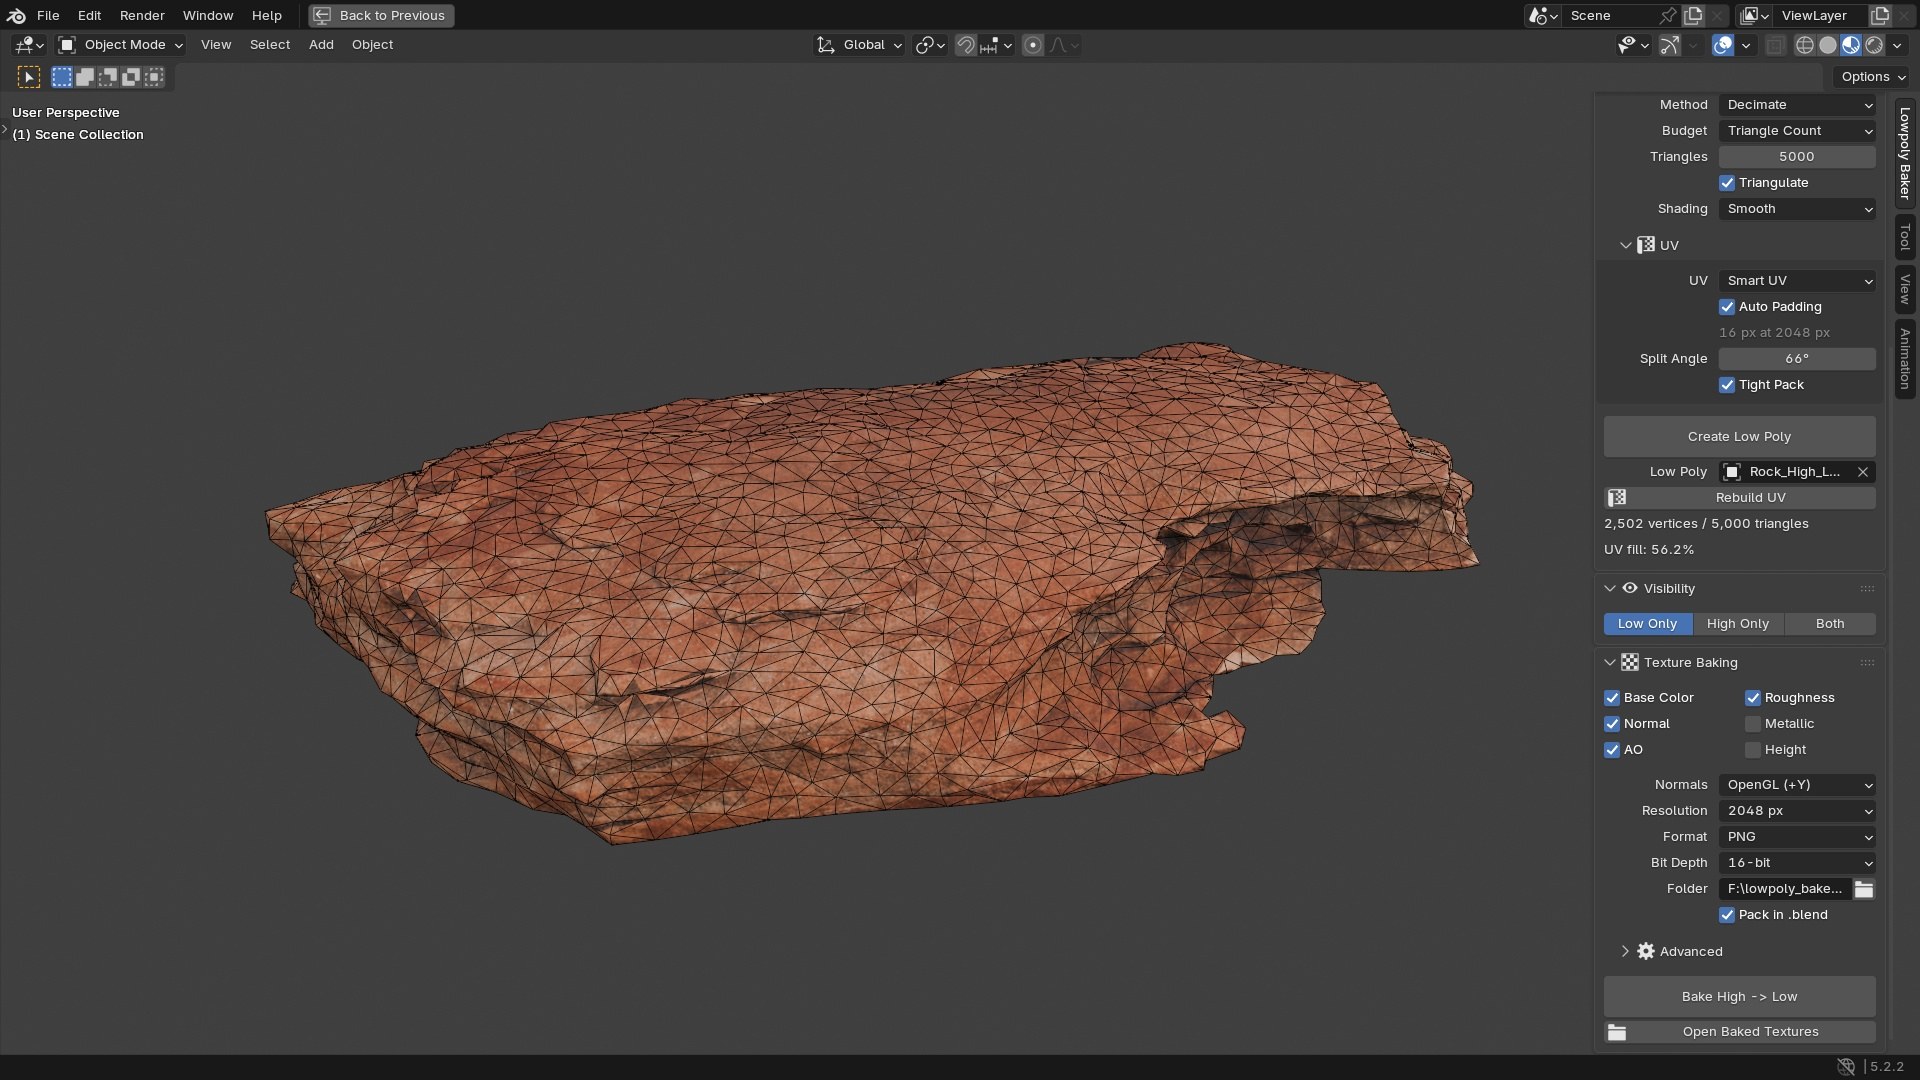 File Edit Render Window Help Back to Previous Scene ViewLayer
Object Mode View Select Add Object Global
Options
User Perspective
(1) Scene Collection
Method Decimate
Budget Triangle Count
Triangles 5000
Triangulate
Shading Smooth
UV
UV Smart UV
Auto Padding
16 px at 2048 px
Split Angle 66°
Tight Pack
Create Low Poly
Low Poly Rock_High_L...
Rebuild UV
2,502 vertices / 5,000 triangles
UV fill: 56.2%
Visibility
Low Only High Only Both
Texture Baking
Base Color Roughness
Normal Metallic
AO Height
Normals OpenGL (+Y)
Resolution 2048 px
Format PNG
Bit Depth 16-bit
Folder F:\lowpoly_bake...
Pack in .blend
Advanced
Bake High -> Low
Open Baked Textures
Lowpoly Baker
Tool
View
Animation
5.2.2